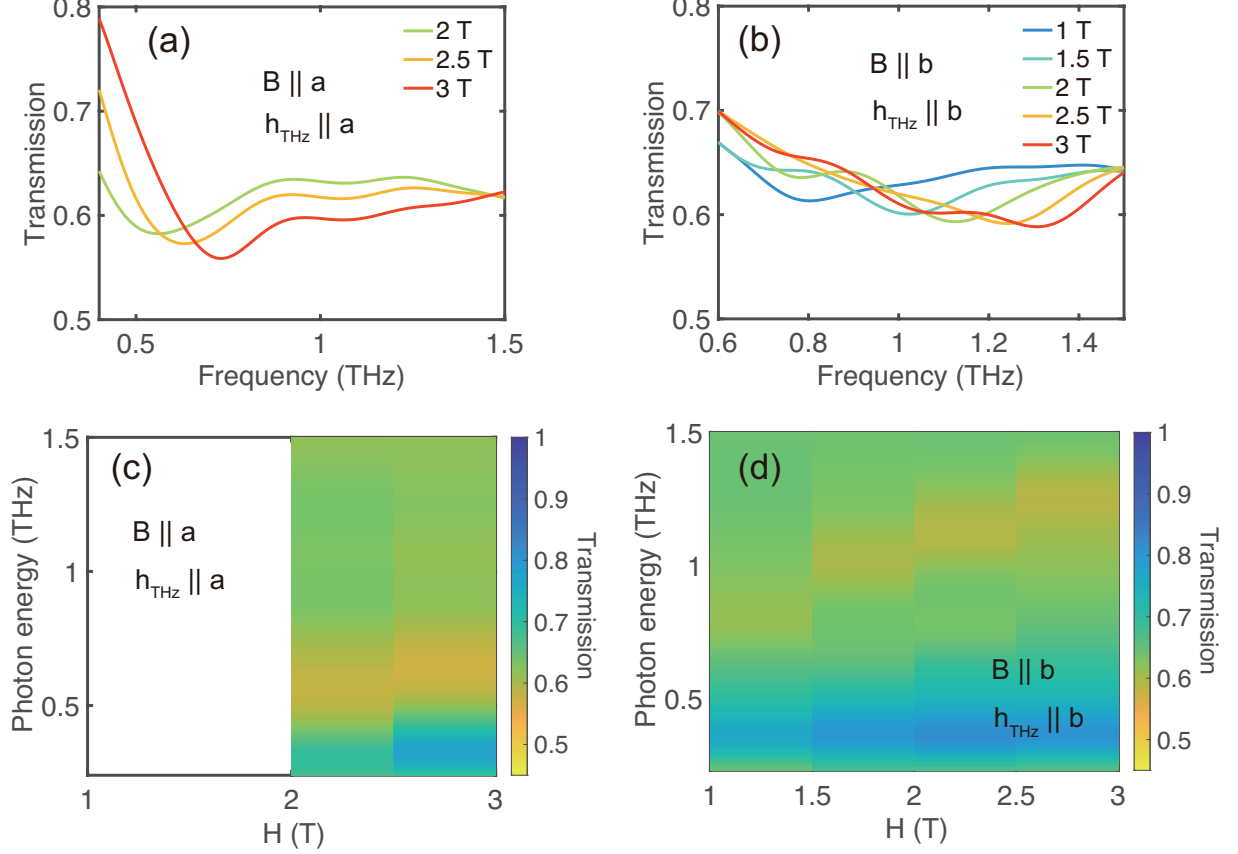 (a)
2 T
2.5 T
3 T
B || a
h_THz || a
0.8
0.7
0.6
0.5
Transmission
0.5
1
1.5
Frequency (THz)
(b)
1 T
1.5 T
2 T
2.5 T
3 T
B || b
h_THz || b
0.8
0.7
0.6
0.5
Transmission
0.6
0.8
1
1.2
1.4
Frequency (THz)
(c)
B || a
h_THz || a
1.5
1
0.5
Photon energy (THz)
1
2
3
H (T)
1
0.9
0.8
0.7
0.6
0.5
Transmission
(d)
B || b
h_THz || b
1.5
1
0.5
Photon energy (THz)
1
1.5
2
2.5
3
H (T)
1
0.9
0.8
0.7
0.6
0.5
Transmission